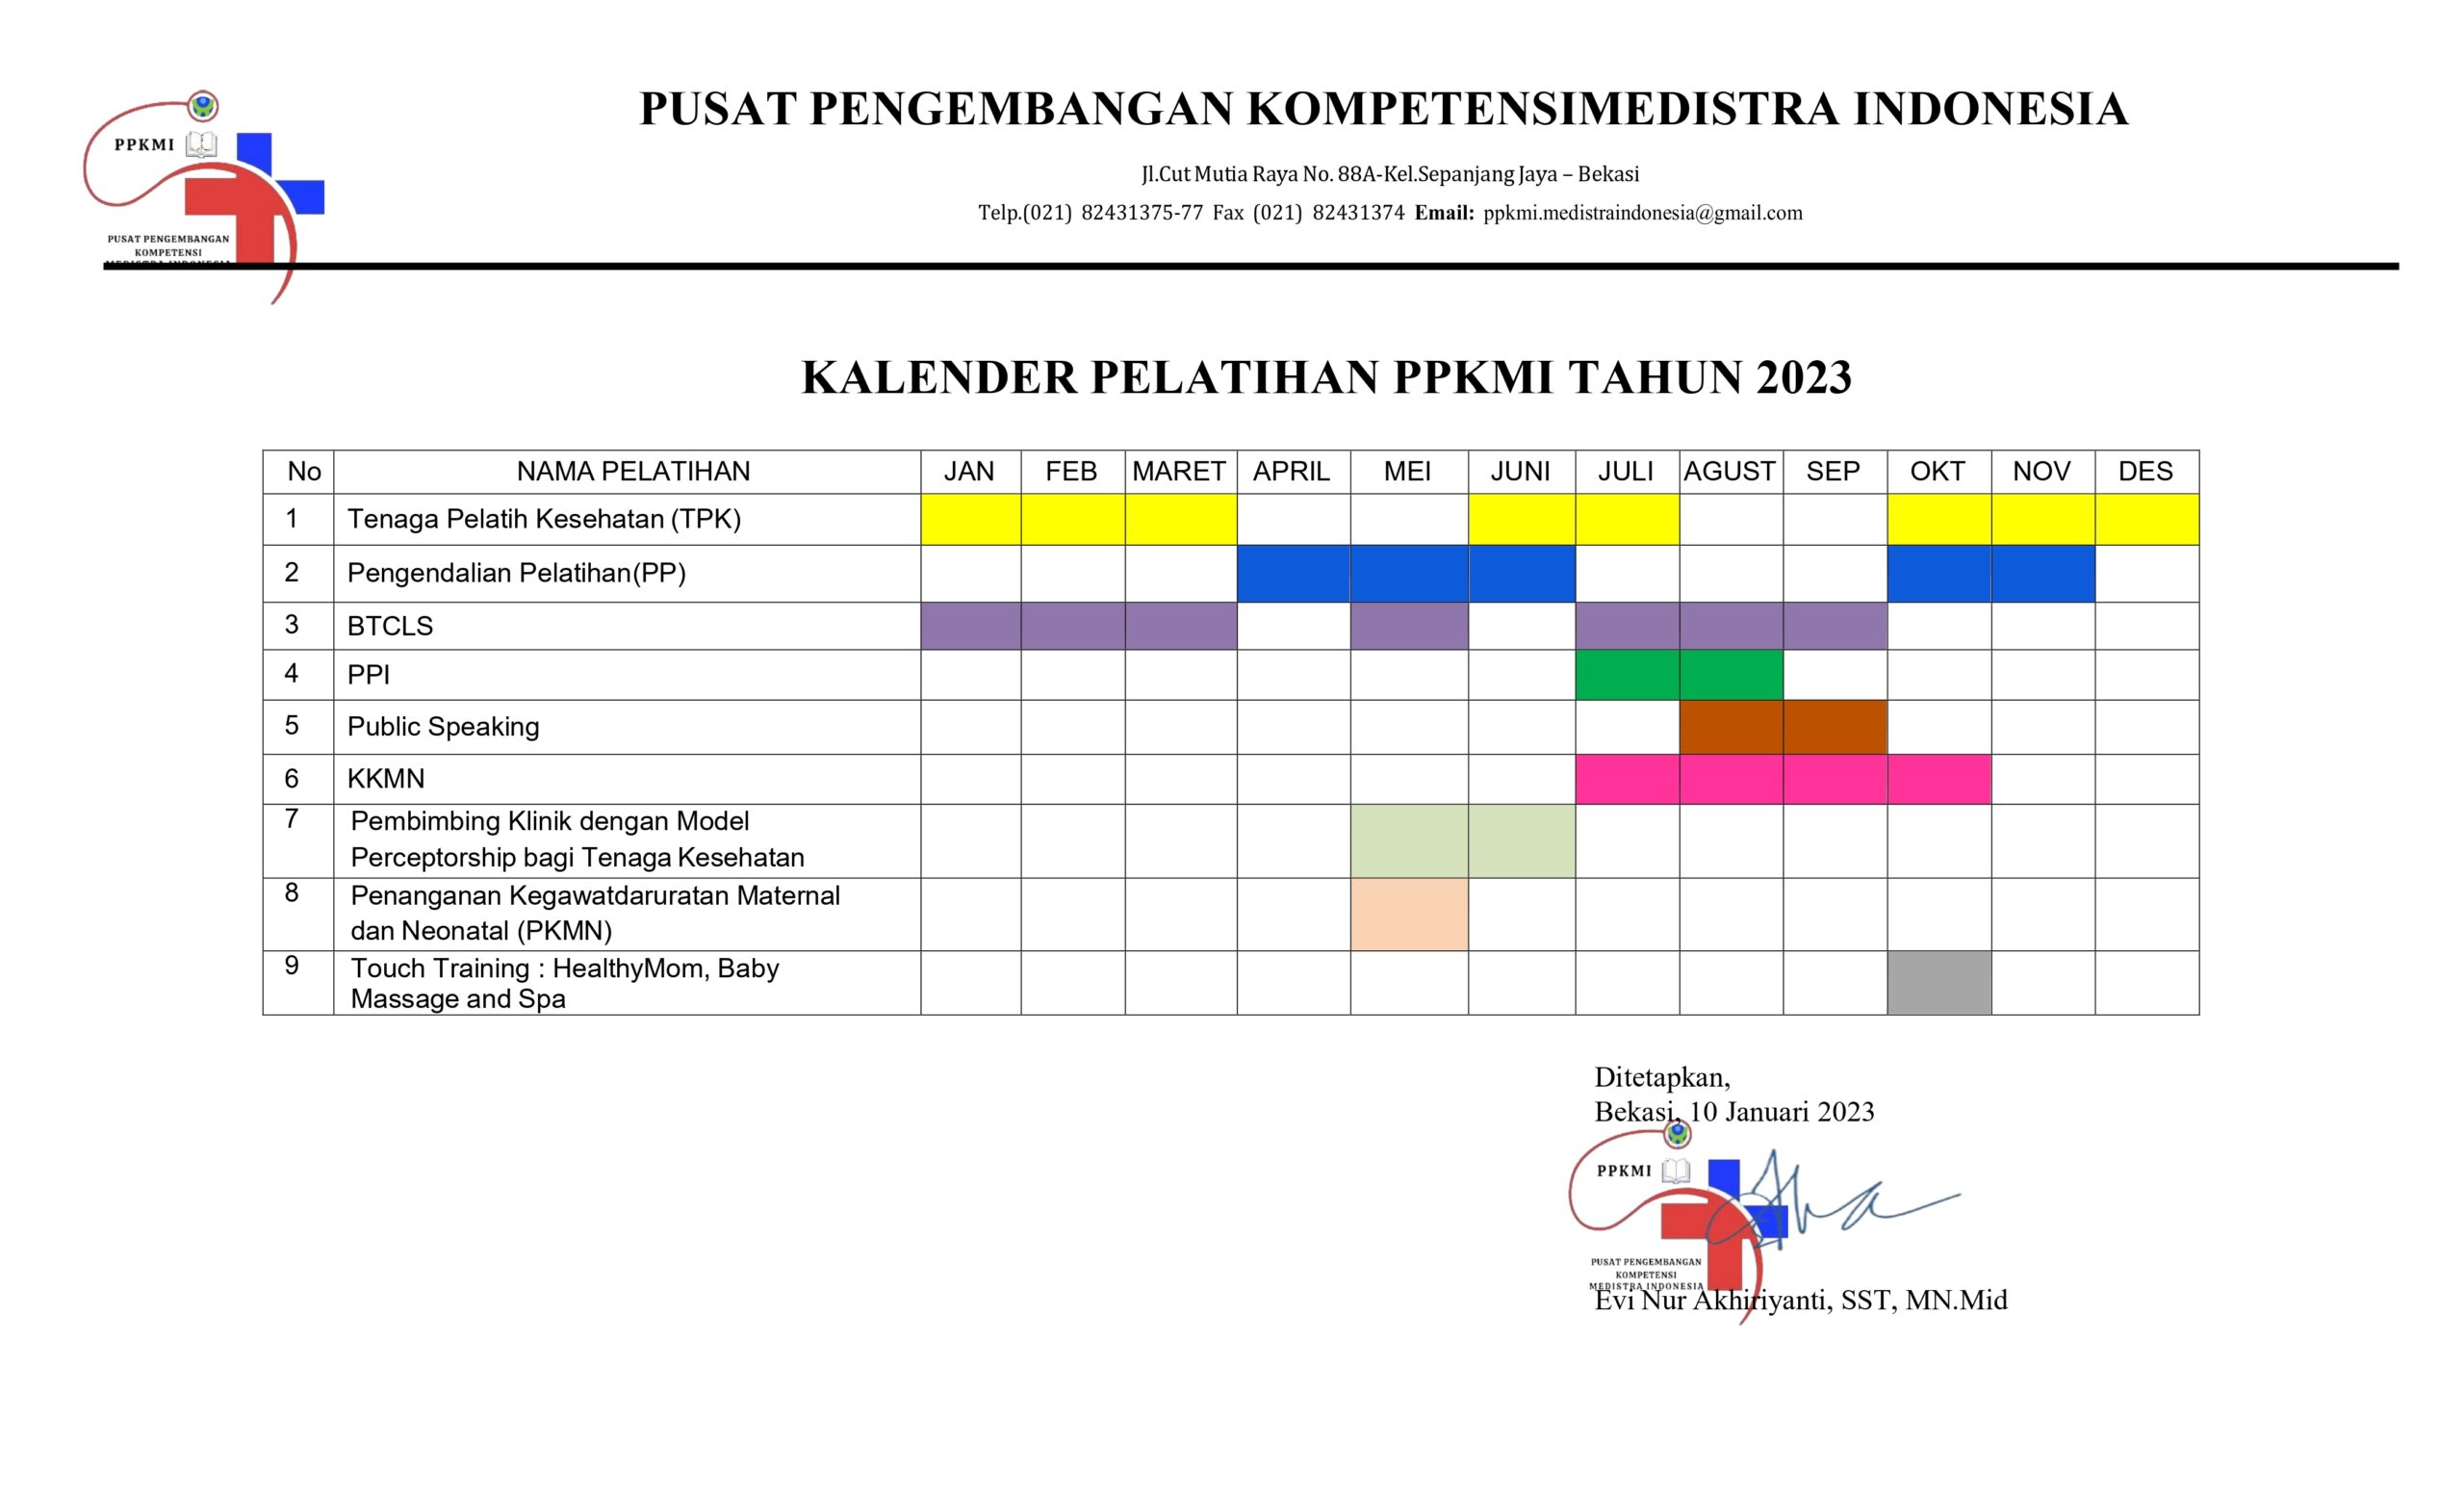 PPKMI
PUSAT PENGEMBANGAN
KOMPETENSI
MEDISTRA INDONESIA
PUSAT PENGEMBANGAN KOMPETENSIMEDISTRA INDONESIA
Jl.Cut Mutia Raya No. 88A-Kel.Sepanjang Jaya – Bekasi
Telp.(021) 82431375-77 Fax (021) 82431374 Email: ppkmi.medistraindonesia@gmail.com
KALENDER PELATIHAN PPKMI TAHUN 2023
No NAMA PELATIHAN JAN FEB MARET APRIL MEI JUNI JULI AGUST SEP OKT NOV DES
1 Tenaga Pelatih Kesehatan (TPK)
2 Pengendalian Pelatihan(PP)
3 BTCLS
4 PPI
5 Public Speaking
6 KKMN
7 Pembimbing Klinik dengan Model
Perceptorship bagi Tenaga Kesehatan
8 Penanganan Kegawatdaruratan Maternal
dan Neonatal (PKMN)
9 Touch Training : HealthyMom, Baby
Massage and Spa
Ditetapkan,
Bekasi, 10 Januari 2023
PPKMI
PUSAT PENGEMBANGAN
KOMPETENSI
MEDISTRA INDONESIA
Evi Nur Akhiriyanti, SST, MN.Mid